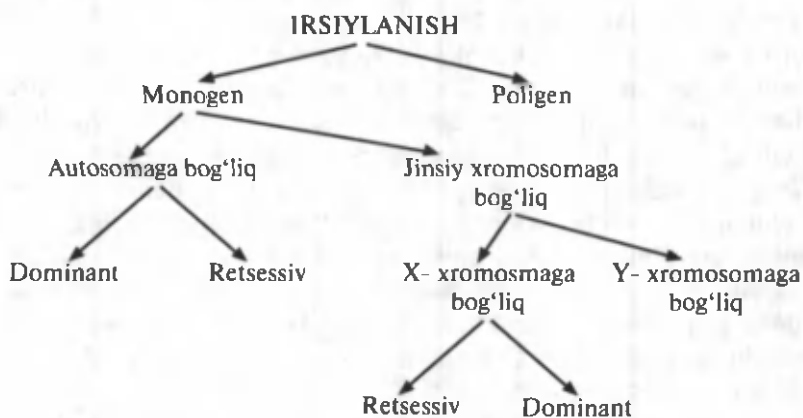 IRSIYLANISH
Monogen
Poligen
Autosomaga bog‘liq
Jinsiy xromosomaga
bog‘liq
Dominant
Retsessiv
X- xromosmaga
bog‘liq
Y- xromosomaga
bog‘liq
Retsessiv
Dominant